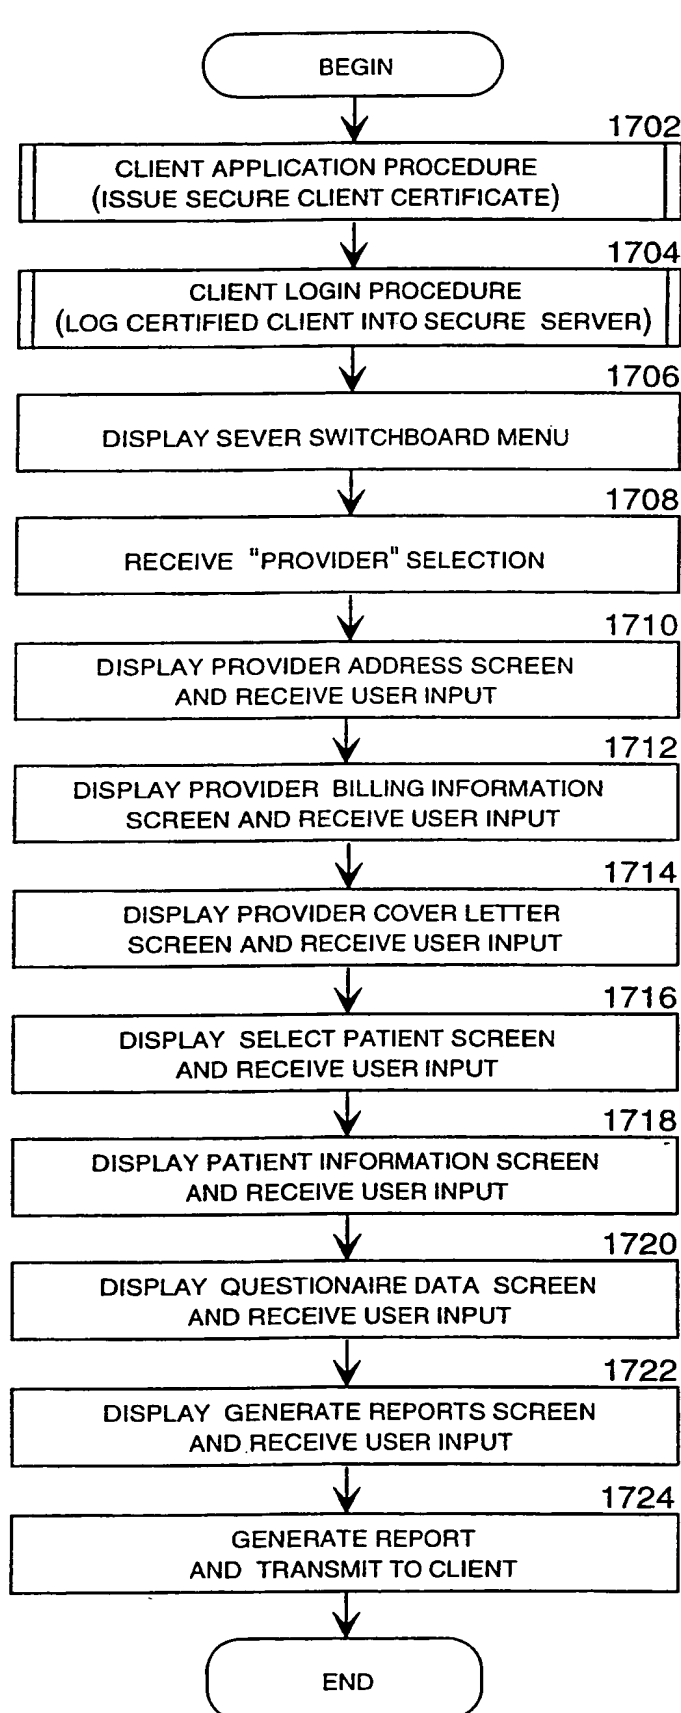 BEGIN
1702
CLIENT APPLICATION PROCEDURE
(ISSUE SECURE CLIENT CERTIFICATE)
1704
CLIENT LOGIN PROCEDURE
(LOG CERTIFIED CLIENT INTO SECURE SERVER)
1706
DISPLAY SEVER SWITCHBOARD MENU
1708
RECEIVE "PROVIDER" SELECTION
1710
DISPLAY PROVIDER ADDRESS SCREEN
AND RECEIVE USER INPUT
1712
DISPLAY PROVIDER BILLING INFORMATION
SCREEN AND RECEIVE USER INPUT
1714
DISPLAY PROVIDER COVER LETTER
SCREEN AND RECEIVE USER INPUT
1716
DISPLAY SELECT PATIENT SCREEN
AND RECEIVE USER INPUT
1718
DISPLAY PATIENT INFORMATION SCREEN
AND RECEIVE USER INPUT
1720
DISPLAY QUESTIONAIRE DATA SCREEN
AND RECEIVE USER INPUT
1722
DISPLAY GENERATE REPORTS SCREEN
AND RECEIVE USER INPUT
1724
GENERATE REPORT
AND TRANSMIT TO CLIENT
END